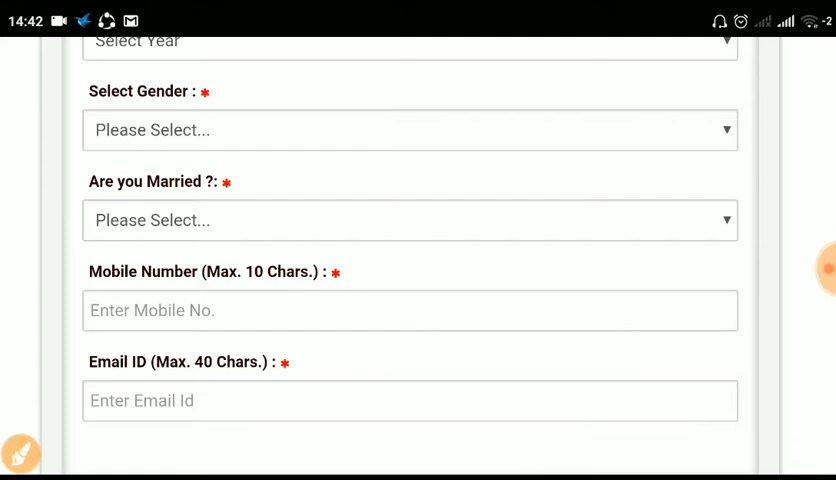 14:42
-2
Select Year
Select Gender : *
Please Select...
Are you Married ?: *
Please Select...
Mobile Number (Max. 10 Chars.) : *
Enter Mobile No.
Email ID (Max. 40 Chars.) : *
Enter Email Id